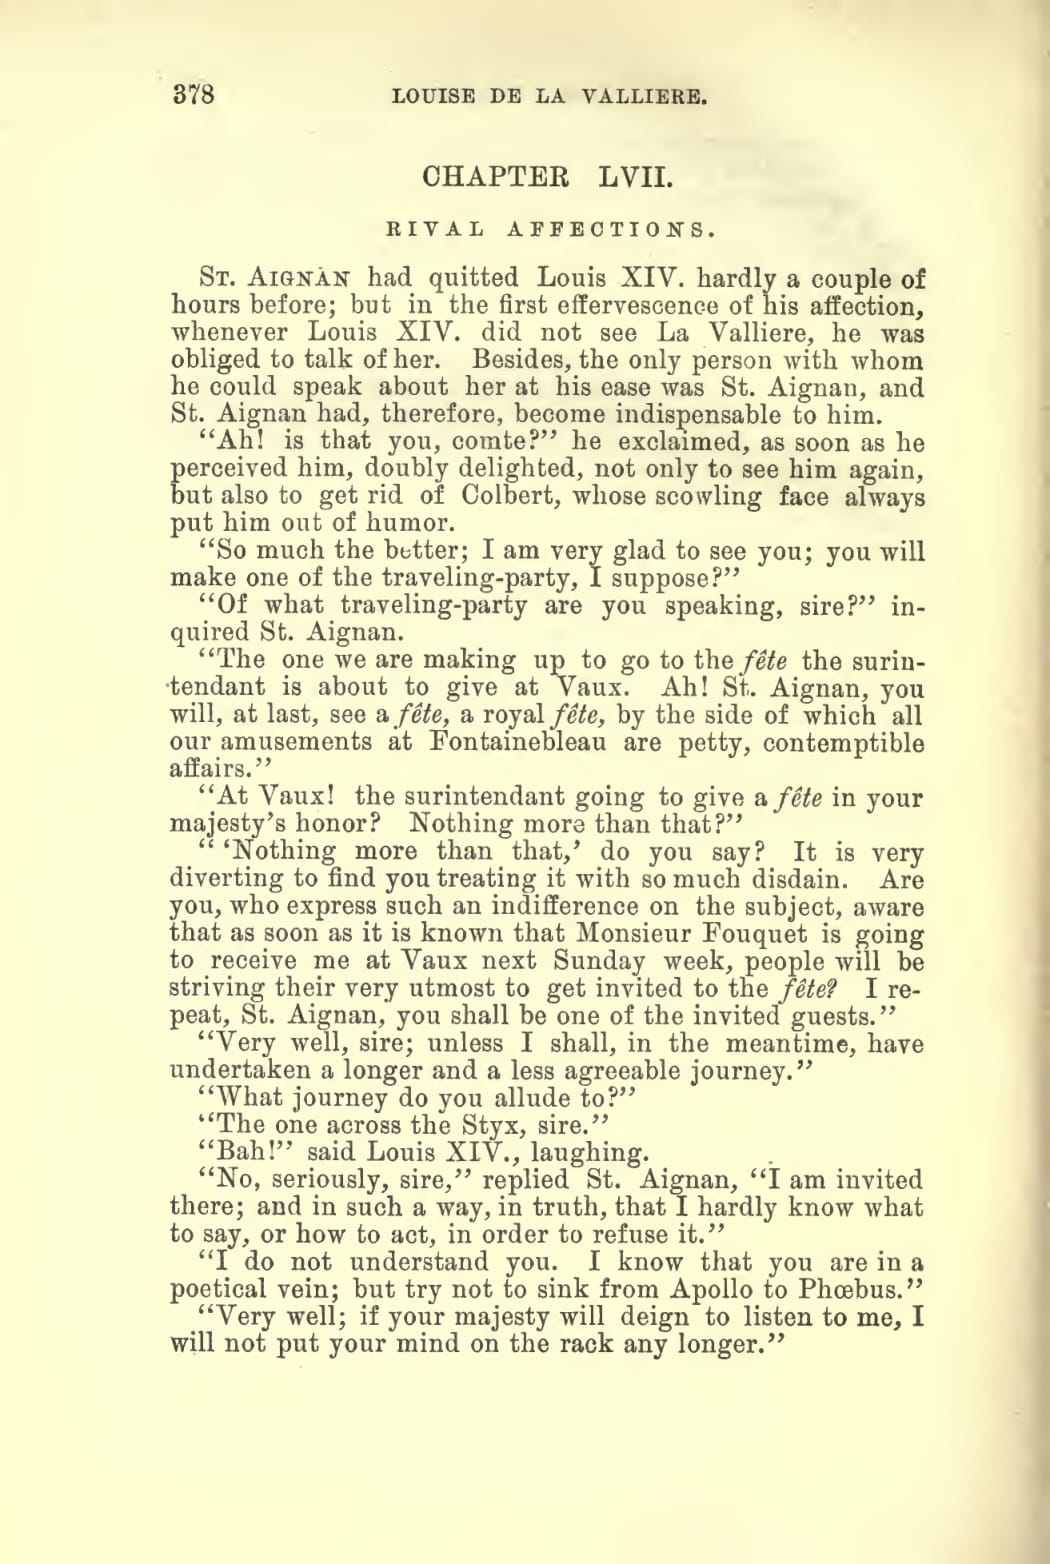 378
LOUISE DE LA VALLIERE.
CHAPTER LVII.
RIVAL AFFECTIONS.
ST. AIGNAN had quitted Louis XIV. hardly a couple of
hours before; but in the first effervescence of his affection,
whenever Louis XIV. did not see La Valliere, he was
obliged to talk of her. Besides, the only person with whom
he could speak about her at his ease was St. Aignan, and
St. Aignan had, therefore, become indispensable to him.
“Ah! is that you, comte?” he exclaimed, as soon as he
perceived him, doubly delighted, not only to see him again,
but also to get rid of Colbert, whose scowling face always
put him out of humor.
“So much the better; I am very glad to see you; you will
make one of the traveling-party, I suppose?”
“Of what traveling-party are you speaking, sire?” in-
quired St. Aignan.
“The one we are making up to go to the fête the surin-
tendant is about to give at Vaux. Ah! St. Aignan, you
will, at last, see a fête, a royal fête, by the side of which all
our amusements at Fontainebleau are petty, contemptible
affairs.”
“At Vaux! the surintendant going to give a fête in your
majesty’s honor? Nothing more than that?”
“ ‘Nothing more than that,’ do you say? It is very
diverting to find you treating it with so much disdain. Are
you, who express such an indifference on the subject, aware
that as soon as it is known that Monsieur Fouquet is going
to receive me at Vaux next Sunday week, people will be
striving their very utmost to get invited to the fête? I re-
peat, St. Aignan, you shall be one of the invited guests.”
“Very well, sire; unless I shall, in the meantime, have
undertaken a longer and a less agreeable journey.”
“What journey do you allude to?”
“The one across the Styx, sire.”
“Bah!” said Louis XIV., laughing.
“No, seriously, sire,” replied St. Aignan, “I am invited
there; and in such a way, in truth, that I hardly know what
to say, or how to act, in order to refuse it.”
“I do not understand you. I know that you are in a
poetical vein; but try not to sink from Apollo to Phœbus.”
“Very well; if your majesty will deign to listen to me, I
will not put your mind on the rack any longer.”